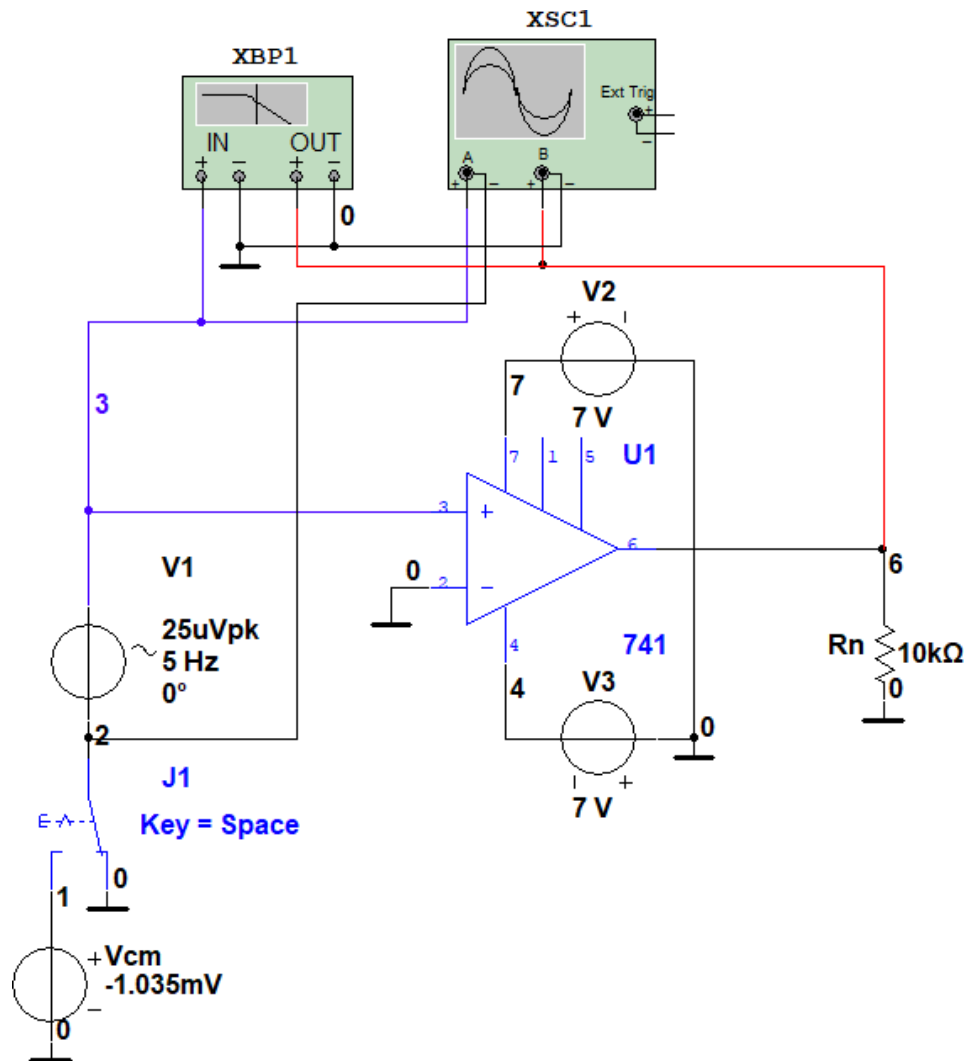 XSC1
XBP1
Ext Trig
+
−
IN OUT
+ − + −
A B
+ − + −
0
V2
+ −
7
7 V
3
7 1 5 U1
3 +
6
6
V1
0
2 −
25uVpk
5 Hz
0°
4
741
Rn 10kΩ
4
V3
0
0
2
− +
7 V
J1
Key = Space
0
1
+ Vcm
-1.035mV
−
0